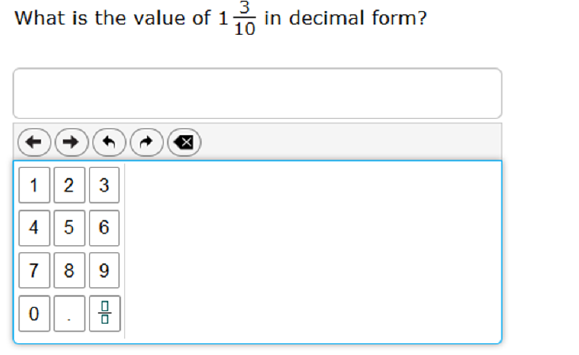 What is the value of 1 3/10 in decimal form?
1 2 3
4 5 6
7 8 9
0 .